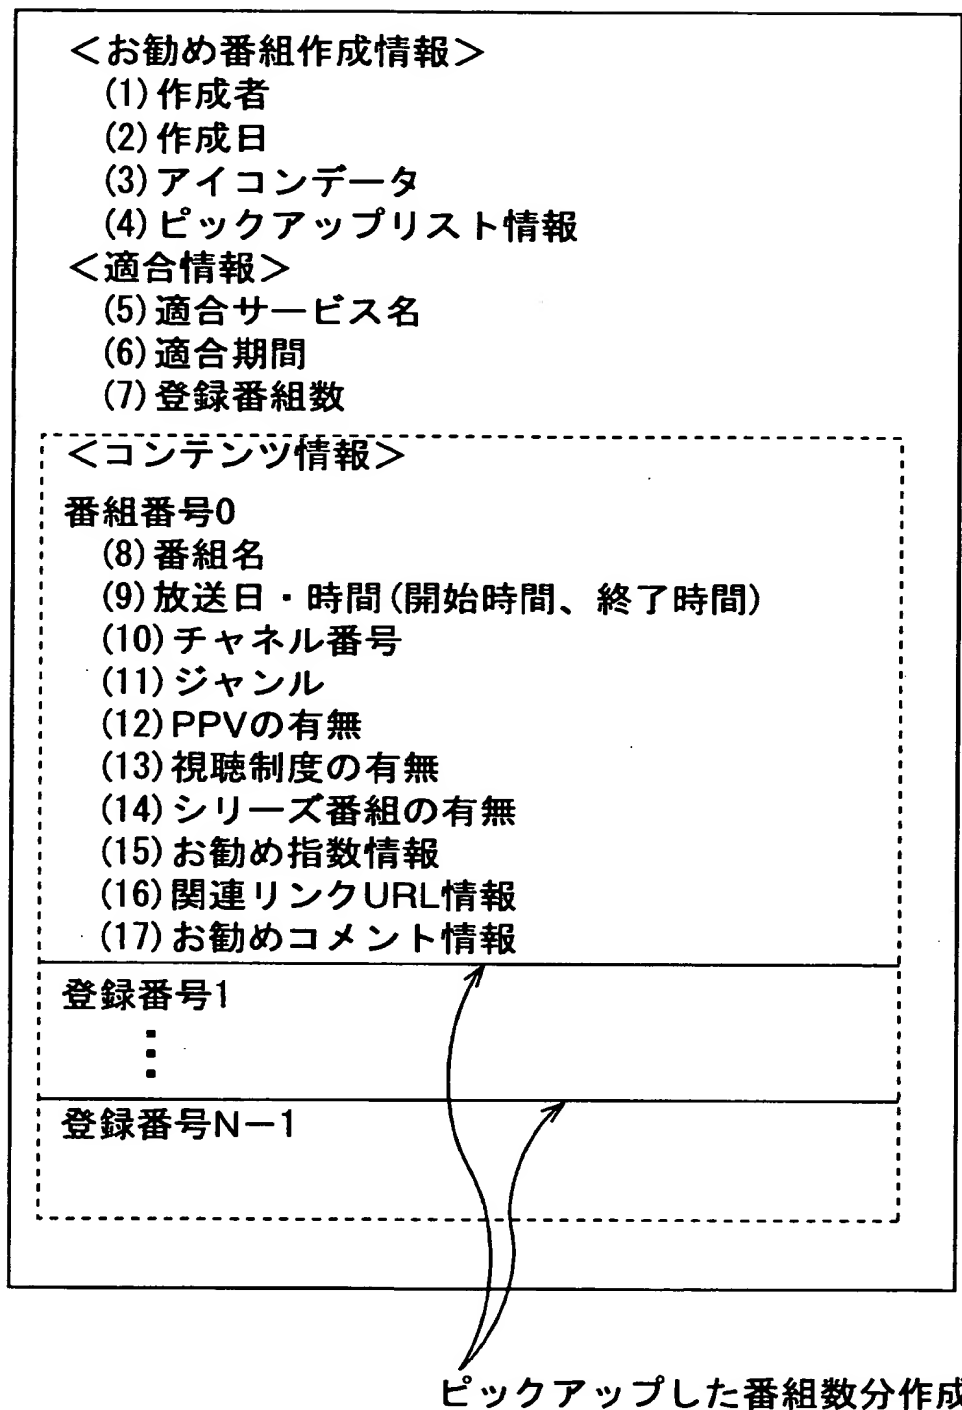 <お勧め番組作成情報>
(1)作成者
(2)作成日
(3)アイコンデータ
(4)ピックアップリスト情報
<適合情報>
(5)適合サービス名
(6)適合期間
(7)登録番組数
<コンテンツ情報>
番組番号0
(8)番組名
(9)放送日・時間(開始時間、終了時間)
(10)チャネル番号
(11)ジャンル
(12)PPVの有無
(13)視聴制度の有無
(14)シリーズ番組の有無
(15)お勧め指数情報
(16)関連リンクURL情報
(17)お勧めコメント情報
登録番号1
⋮
登録番号N−1
ピックアップした番組数分作成